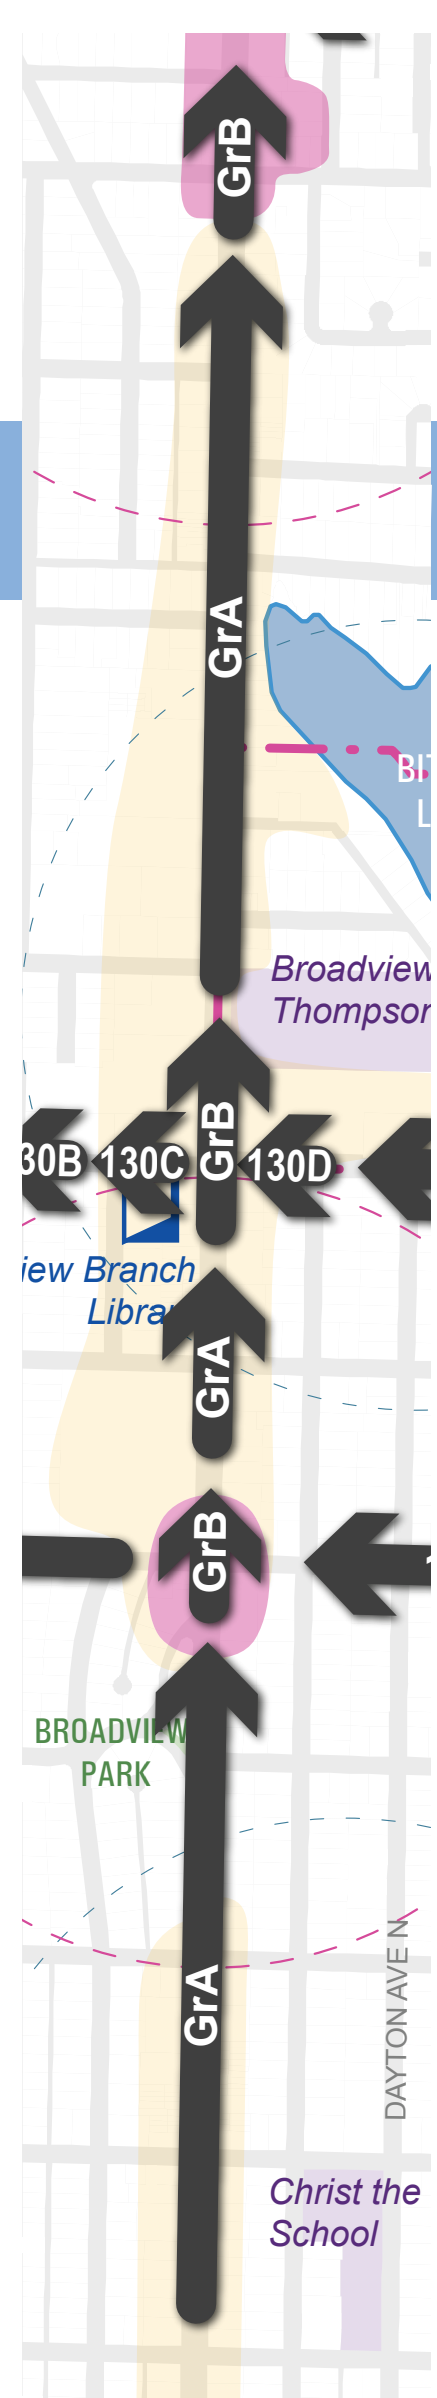 GrB
GrA
BIT
L
Broadview
Thompson
30B
130C
GrB
130D
iew Branch
Libra
GrA
GrB
BROADVIEW
PARK
GrA
DAYTON AVE N
Christ the
School